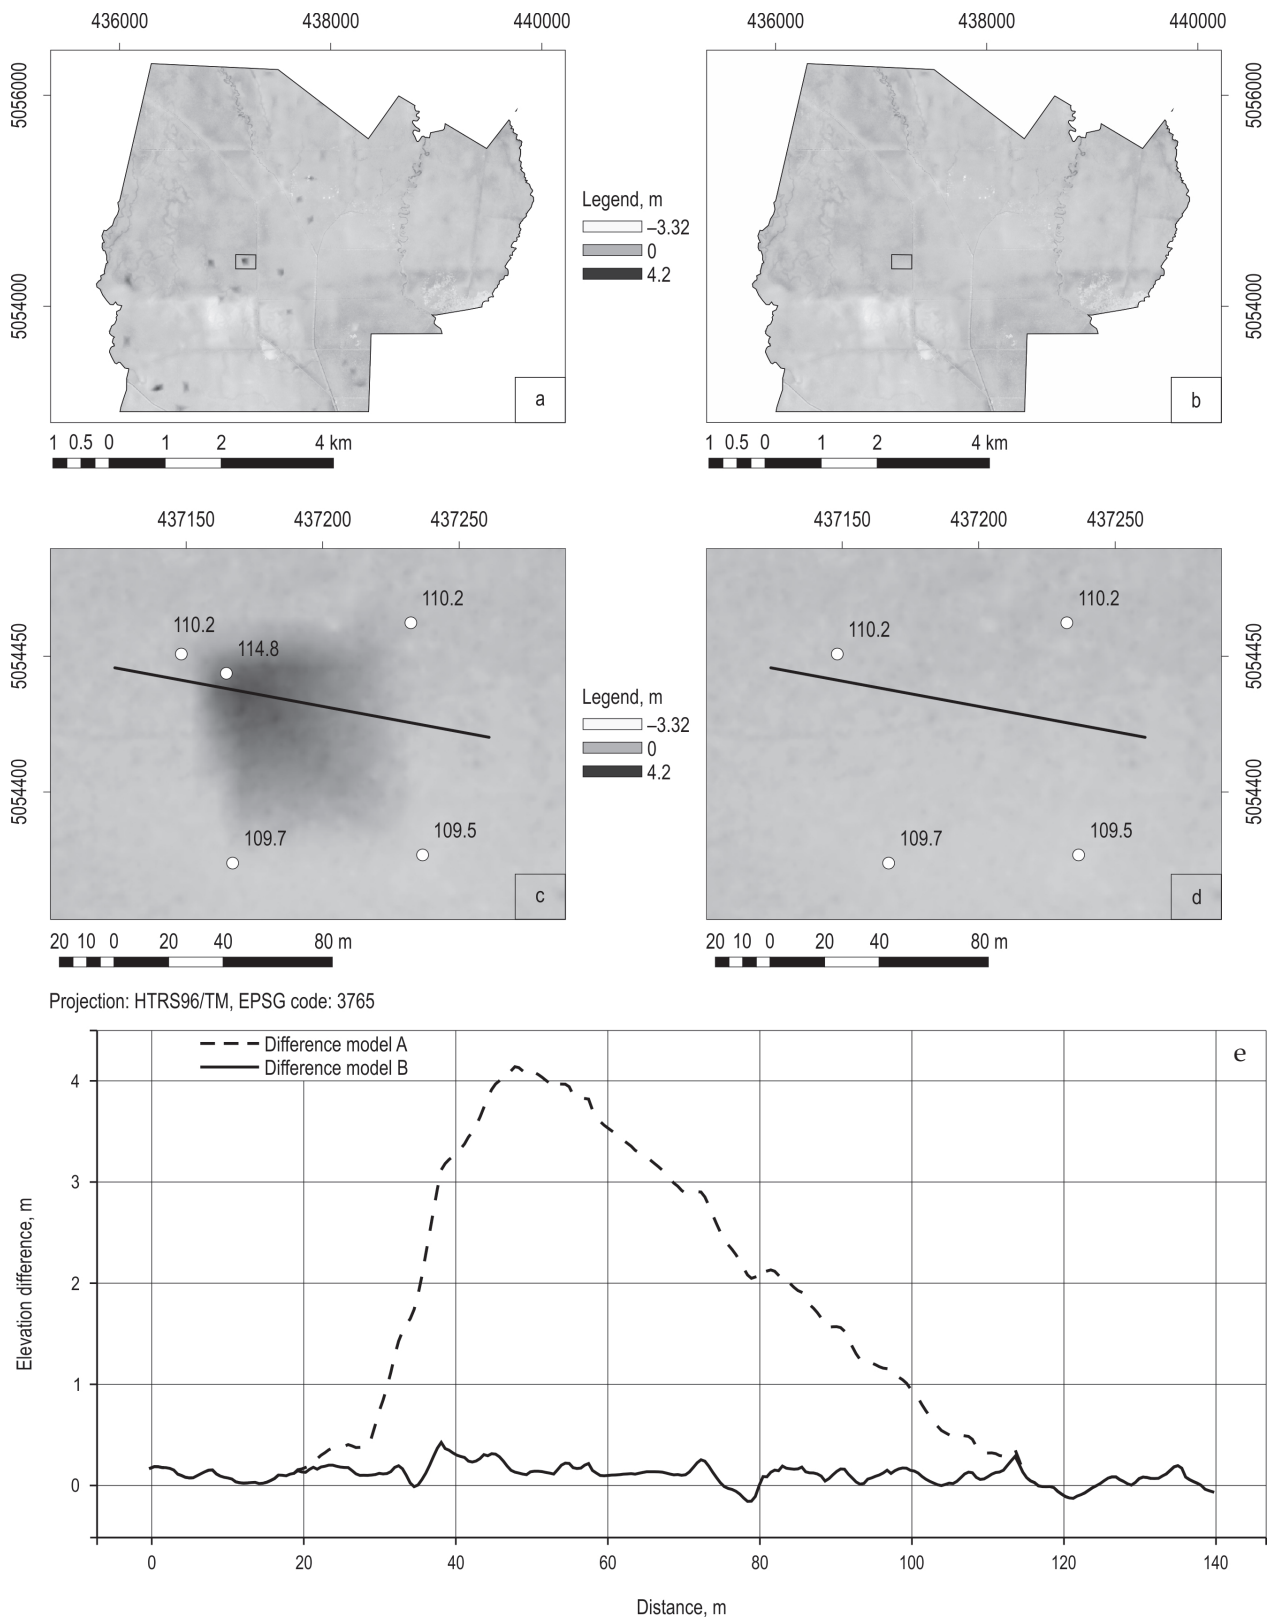 436000 438000 440000 436000 438000 440000
5056000 5056000
Legend, m
–3.32
0
4.2
5054000 5054000
a b
1 0.5 0 1 2 4 km 1 0.5 0 1 2 4 km
437150 437200 437250 437150 437200 437250
110.2 110.2
110.2 110.2
114.8
5054450 5054450
Legend, m
–3.32
0
4.2
5054400 5054400
109.7 109.5 109.7 109.5
c d
20 10 0 20 40 80 m 20 10 0 20 40 80 m
Projection: HTRS96/TM, EPSG code: 3765
Difference model A
Difference model B
e
Elevation difference, m
4
3
2
1
0
0 20 40 60 80 100 120 140
Distance, m